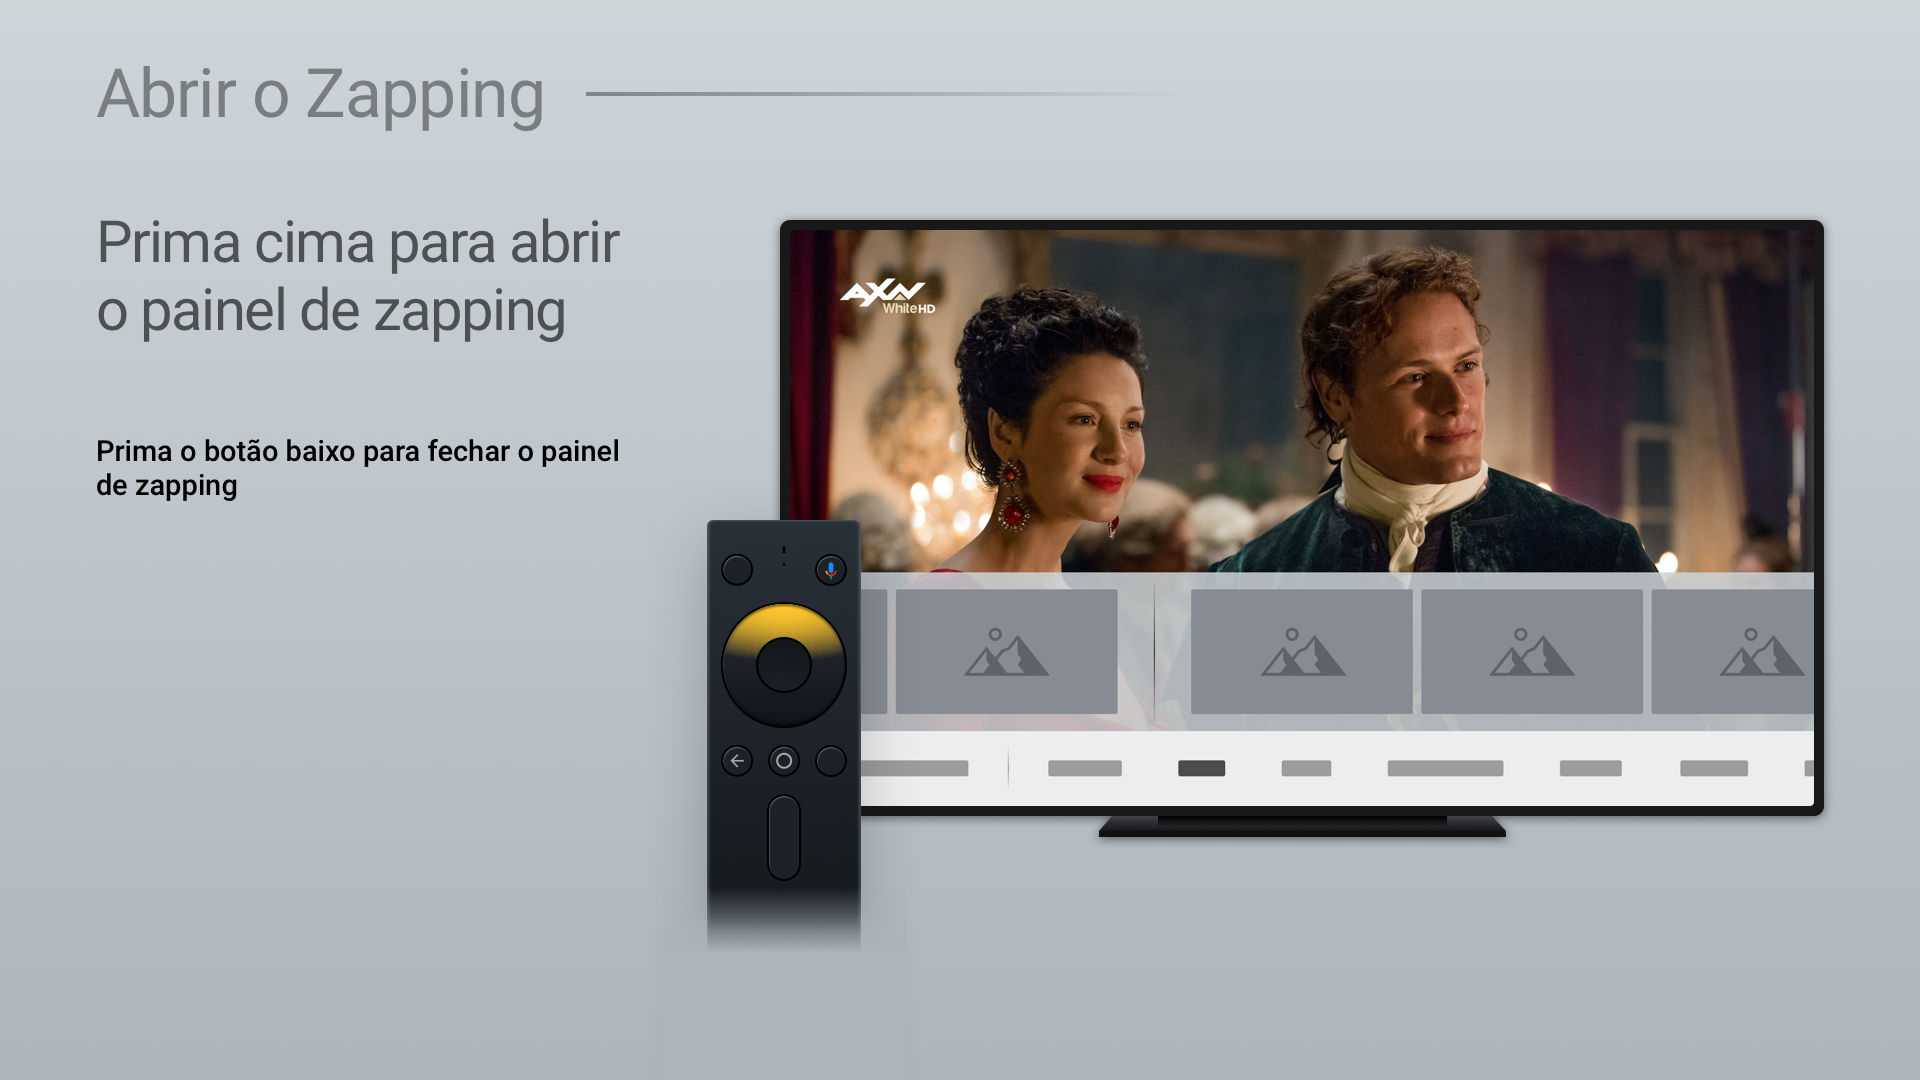 Abrir o Zapping
Prima cima para abrir
o painel de zapping
Prima o botão baixo para fechar o painel
de zapping
AXN
White HD